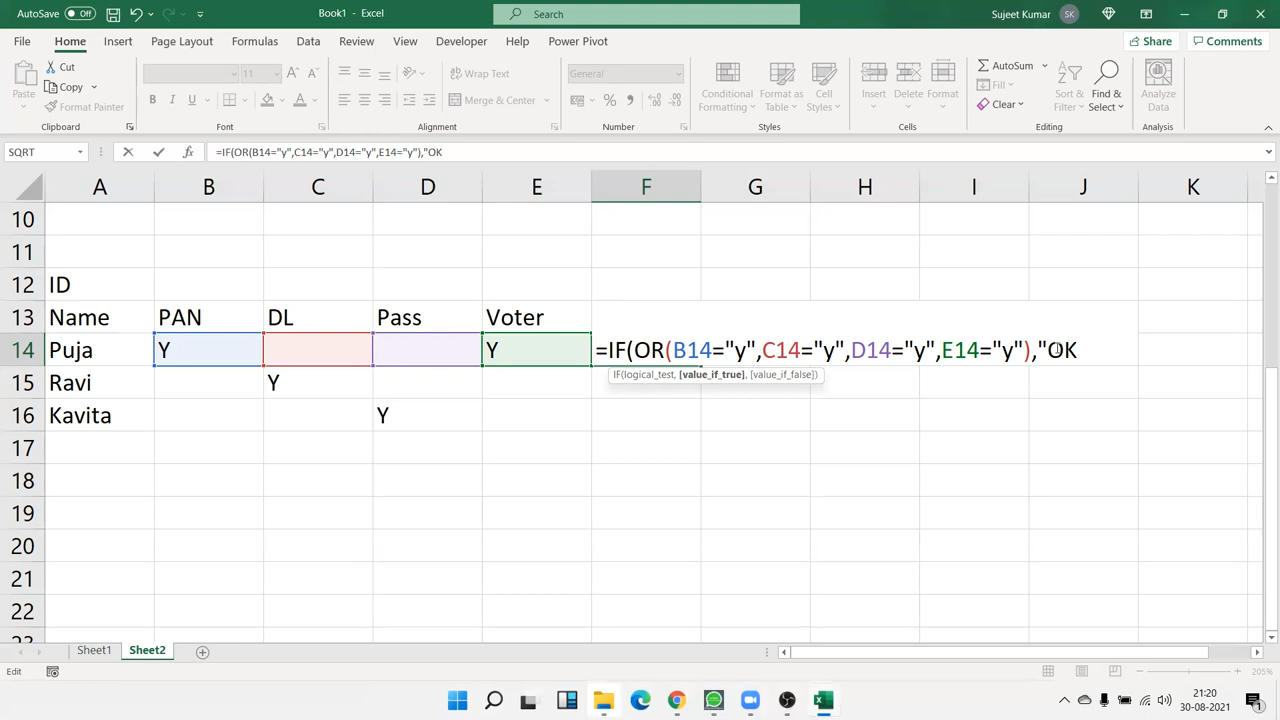 AutoSave Off Book1 - Excel Search Sujeet Kumar SK
File Home Insert Page Layout Formulas Data Review View Developer Help Power Pivot Share Comments
Paste Cut Copy Format Painter
11
B I U A
Wrap Text
Merge & Center
General
% 9
Conditional Formatting Format as Table Cell Styles
Insert Delete Format
AutoSum Fill Clear
Sort & Filter Find & Select
Analyze Data
Clipboard Font Alignment Number Styles Cells Editing Analysis
SQRT fx =IF(OR(B14="y",C14="y",D14="y",E14="y"),"OK
A B C D E F G H I J K
10
11
12 ID
13 Name PAN DL Pass Voter
14 Puja Y Y =IF(OR(B14="y",C14="y",D14="y",E14="y"),"OK
IF(logical_test, [value_if_true], [value_if_false])
15 Ravi Y
16 Kavita Y
17
18
19
20
21
22
Sheet1 Sheet2
Edit 205%
21:20
30-08-2021
1